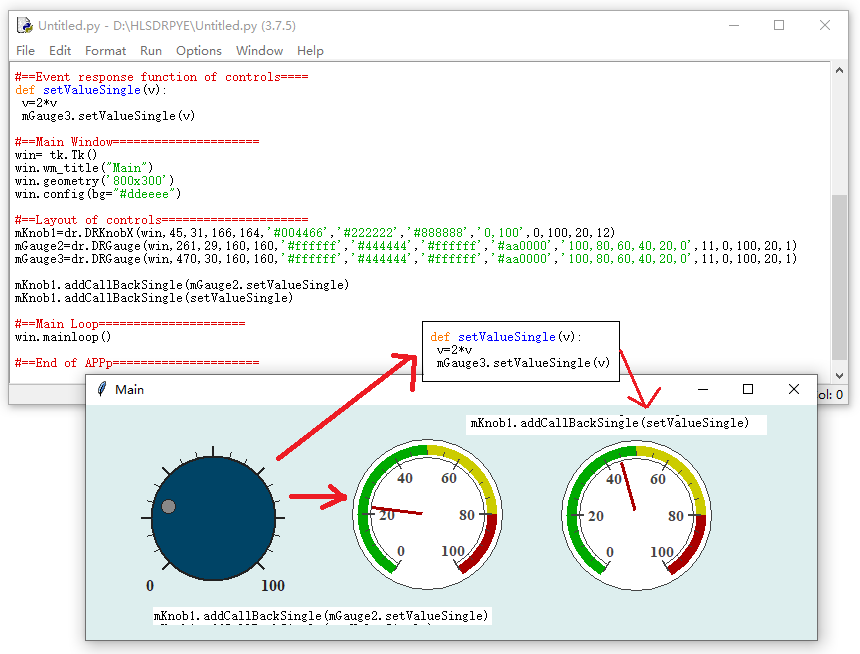 Untitled.py - D:\HLSDRPYE\Untitled.py (3.7.5)
File Edit Format Run Options Window Help
#==Event response function of controls====
def setValueSingle(v):
 v=2*v
 mGauge3.setValueSingle(v)
#==Main Window======================
win= tk.Tk()
win.wm_title("Main")
win.geometry('800x300')
win.config(bg="#ddeeee")
#==Layout of controls======================
mKnob1=dr.DRKnobX(win,45,31,166,164,'#004466','#222222','#888888','0,100',0,100,20,12)
mGauge2=dr.DRGauge(win,261,29,160,160,'#ffffff','#444444','#ffffff','#aa0000','100,80,60,40,20,0',11,0,100,20,1)
mGauge3=dr.DRGauge(win,470,30,160,160,'#ffffff','#444444','#ffffff','#aa0000','100,80,60,40,20,0',11,0,100,20,1)
mKnob1.addCallBackSingle(mGauge2.setValueSingle)
mKnob1.addCallBackSingle(setValueSingle)
#==Main Loop======================
win.mainloop()
#==End of APPp======================
def setValueSingle(v):
 v=2*v
 mGauge3.setValueSingle(v)
ol: 0
Main
mKnob1.addCallBackSingle(setValueSingle)
0 100
0 20 40 60 80 100
0 20 40 60 80 100
mKnob1.addCallBackSingle(mGauge2.setValueSingle)